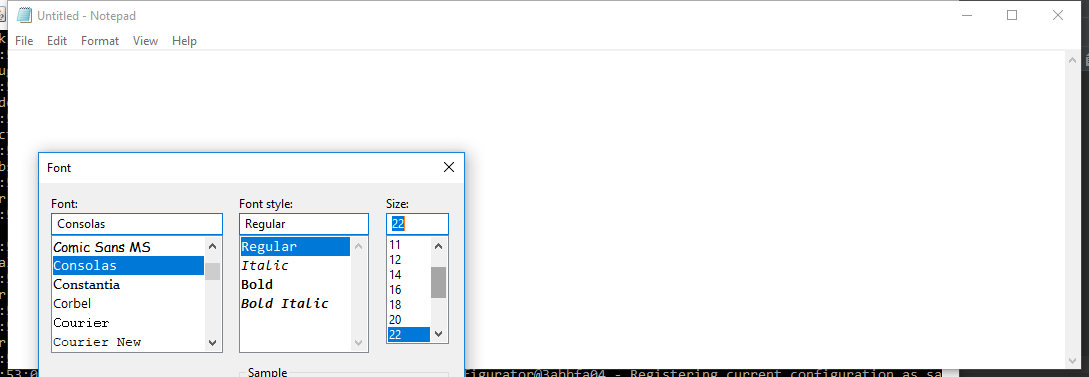 Untitled - Notepad
File Edit Format View Help
Font
Font: Font style: Size:
Consolas Regular 22
Comic Sans MS Regular 11
Consolas Italic 12
Constantia Bold 14
Corbel Bold Italic 16
Courier 18
Courier New 20
22
Sample
:53:0 figurator@3abbfa04 - Registering current configuration as sa